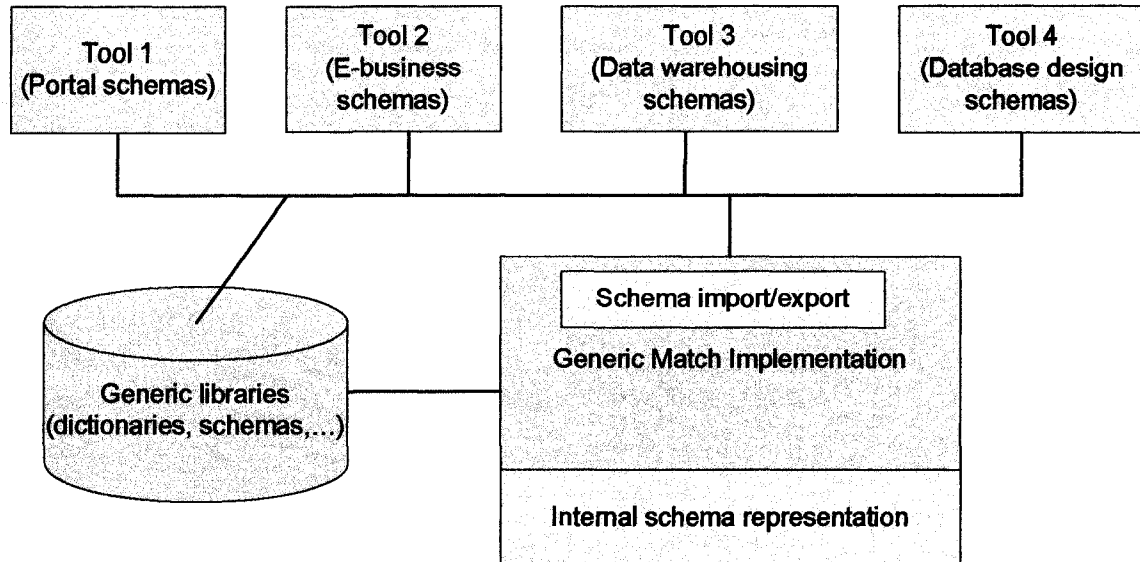 Tool 1
(Portal schemas)
Tool 2
(E-business
schemas)
Tool 3
(Data warehousing
schemas)
Tool 4
(Database design
schemas)
Schema import/export
Generic Match Implementation
Generic libraries
(dictionaries, schemas,...)
Internal schema representation